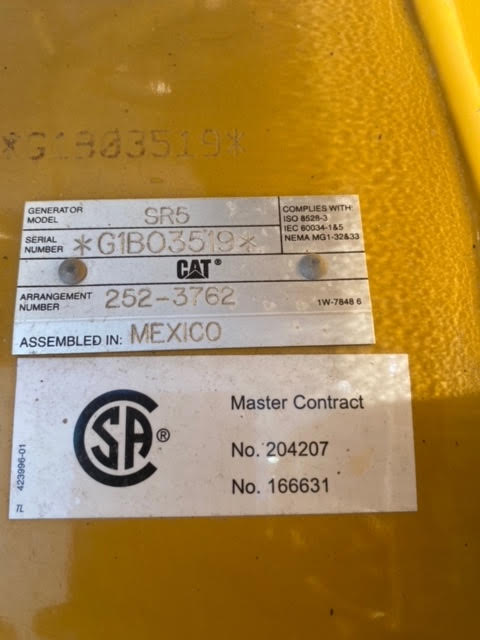 *G1B03519*
GENERATOR MODEL SR5
SERIAL NUMBER *G1B03519*
COMPLIES WITH:
ISO 8528-3
IEC 60034-1&5
NEMA MG1-32&33
CAT®
ARRANGEMENT NUMBER 252-3762
1W-7848 6
ASSEMBLED IN: MEXICO
423996-01
TL
CSA®
Master Contract
No. 204207
No. 166631